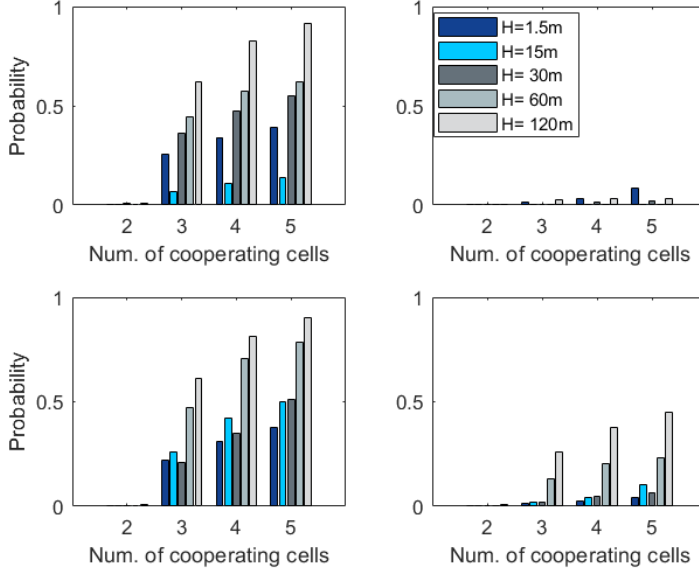 1
0.5
0
Probability
2 3 4 5
Num. of cooperating cells
1
0.5
0
H=1.5m
H=15m
H= 30m
H= 60m
H= 120m
2 3 4 5
Num. of cooperating cells
1
0.5
0
Probability
2 3 4 5
Num. of cooperating cells
1
0.5
0
2 3 4 5
Num. of cooperating cells